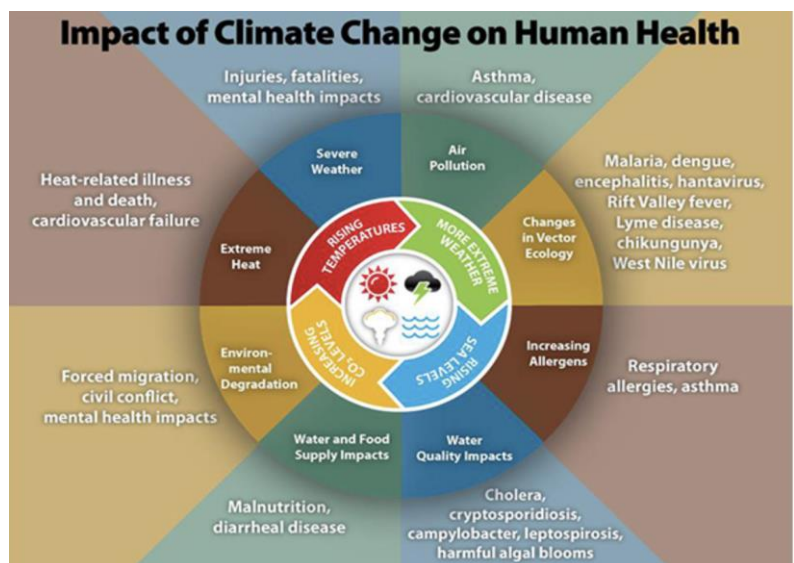 Impact of Climate Change on Human Health
Injuries, fatalities,
mental health impacts
Asthma,
cardiovascular disease
Severe
Weather
Air
Pollution
Heat-related illness
and death,
cardiovascular failure
Malaria, dengue,
encephalitis, hantavirus,
Rift Valley fever,
Lyme disease,
chikungunya,
West Nile virus
Extreme
Heat
Changes
in Vector
Ecology
RISING
TEMPERATURES
MORE EXTREME
WEATHER
INCREASING
CO₂ LEVELS
RISING
SEA LEVELS
Environ-
mental
Degradation
Increasing
Allergens
Forced migration,
civil conflict,
mental health impacts
Respiratory
allergies, asthma
Water and Food
Supply Impacts
Water
Quality Impacts
Malnutrition,
diarrheal disease
Cholera,
cryptosporidiosis,
campylobacter, leptospirosis,
harmful algal blooms